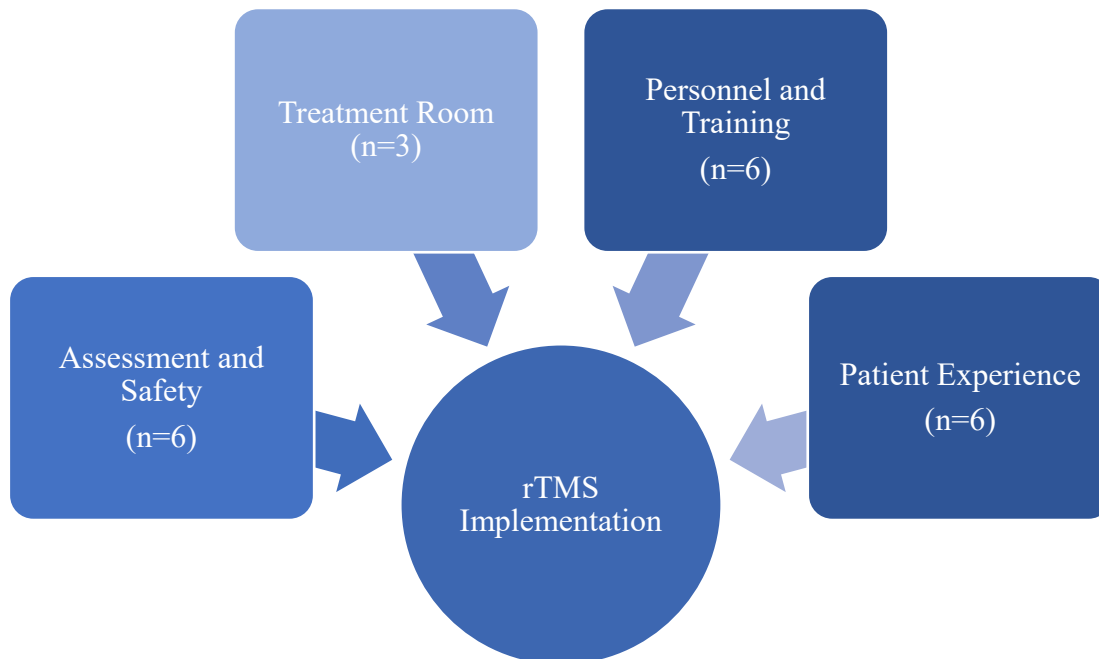 Treatment Room
(n=3)
Personnel and
Training
(n=6)
Assessment and
Safety
(n=6)
Patient Experience
(n=6)
rTMS
Implementation